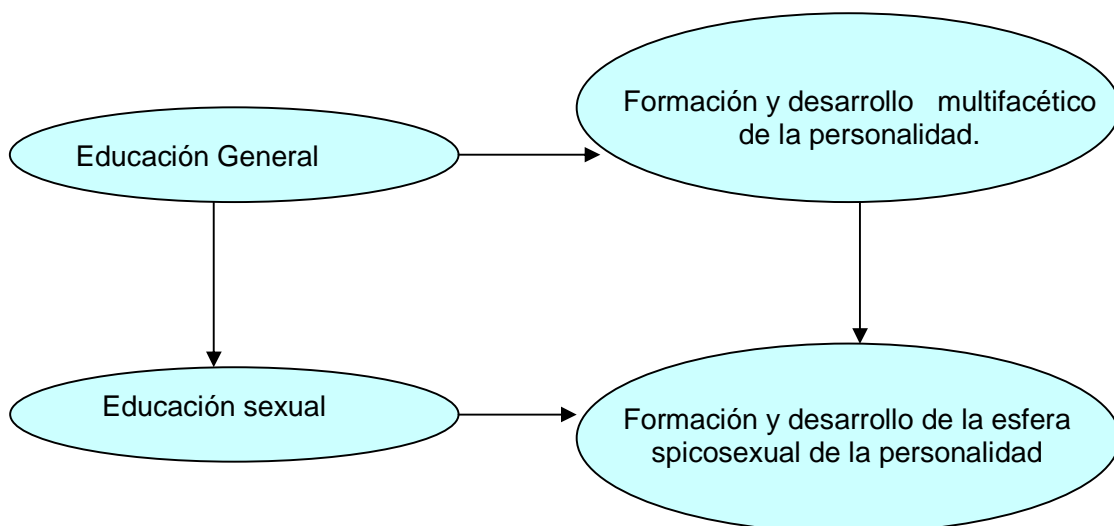 Formación y desarrollo multifacético
de la personalidad.
Educación General
Educación sexual
Formación y desarrollo de la esfera
spicosexual de la personalidad